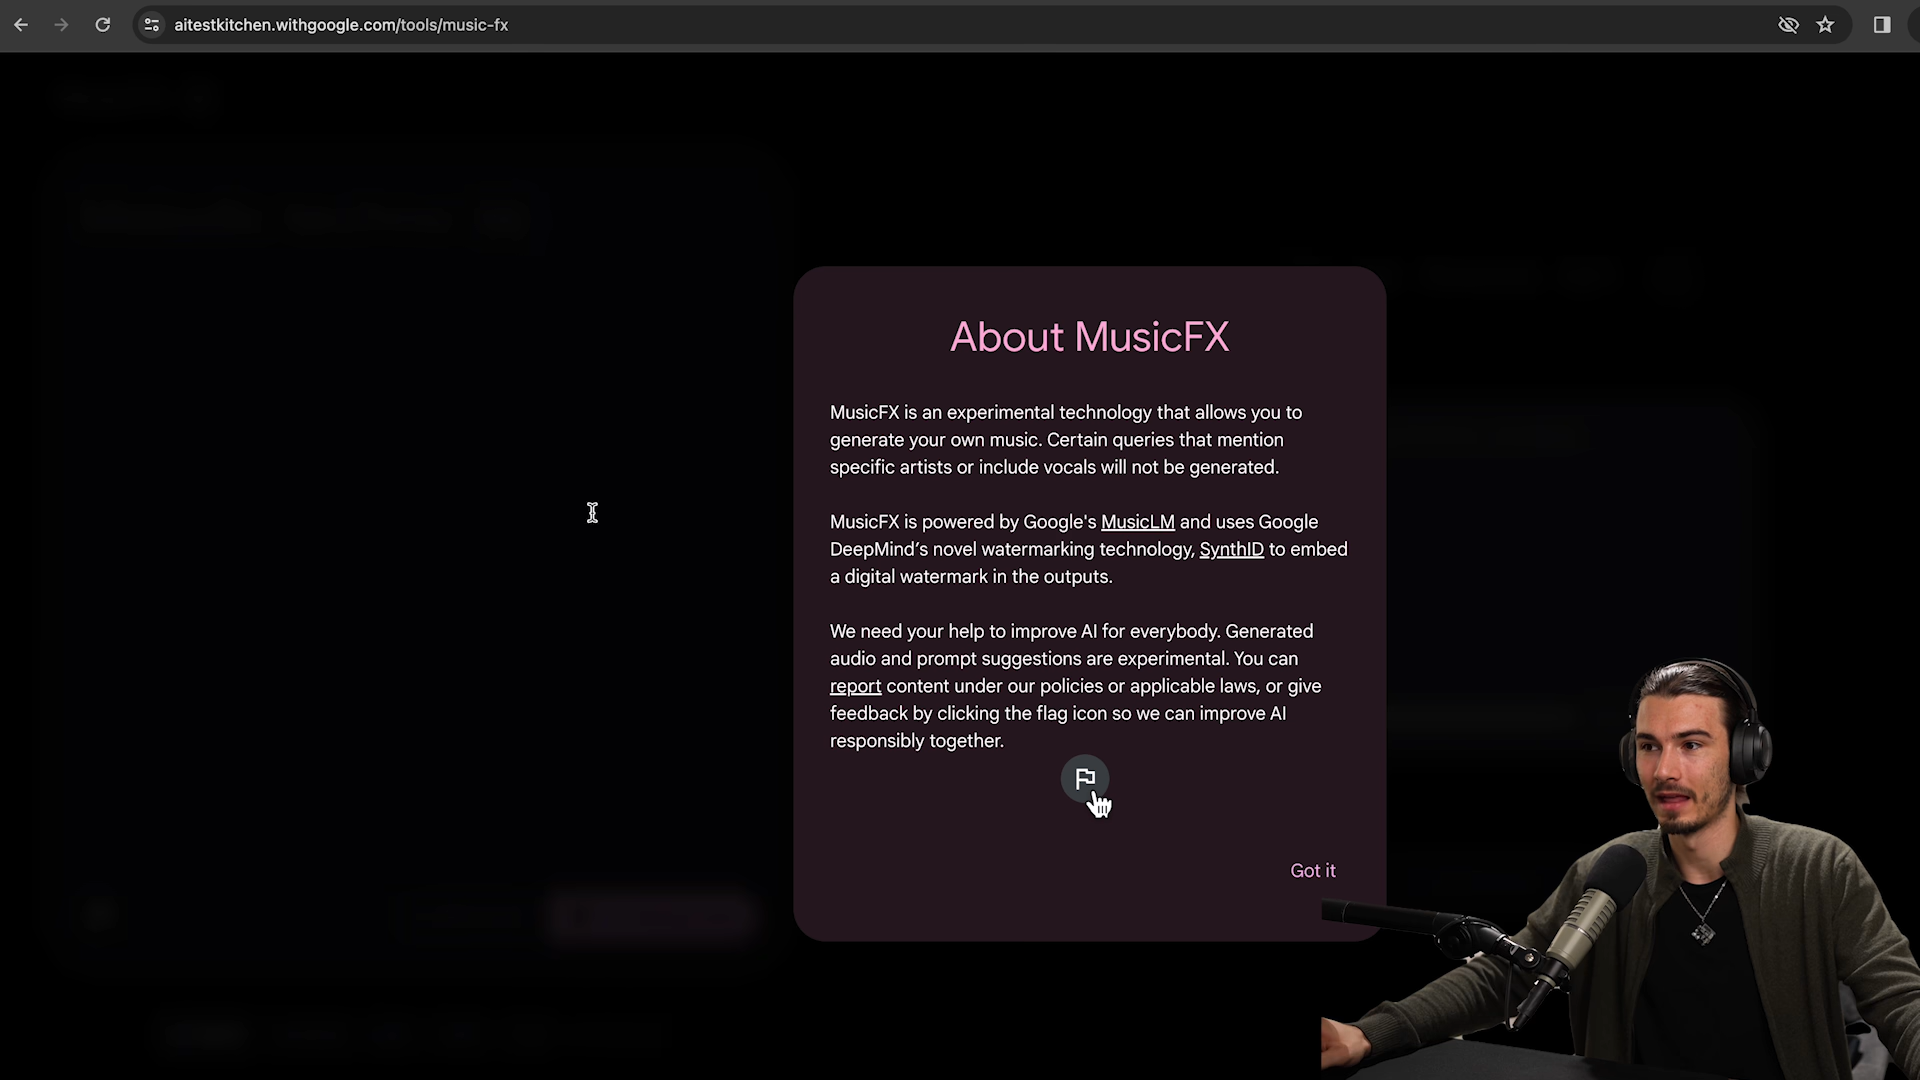 aitestkitchen.withgoogle.com/tools/music-fx
About MusicFX
MusicFX is an experimental technology that allows you to
generate your own music. Certain queries that mention
specific artists or include vocals will not be generated.
MusicFX is powered by Google's MusicLM and uses Google
DeepMind’s novel watermarking technology, SynthID to embed
a digital watermark in the outputs.
We need your help to improve AI for everybody. Generated
audio and prompt suggestions are experimental. You can
report content under our policies or applicable laws, or give
feedback by clicking the flag icon so we can improve AI
responsibly together.
Got it